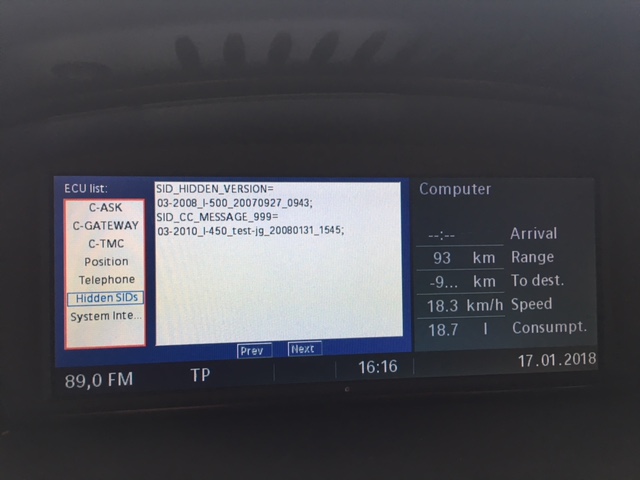 ECU list:
C-ASK
C-GATEWAY
C-TMC
Position
Telephone
Hidden SIDs
System Inte...
SID_HIDDEN_VERSION=
03-2008_I-500_20070927_0943;
SID_CC_MESSAGE_999=
03-2010_I-450_test-jg_20080131_1545;
Prev
Next
Computer
--:-- Arrival
93 km Range
-9... km To dest.
18.3 km/h Speed
18.7 l Consumpt.
89,0 FM TP 16:16 17.01.2018